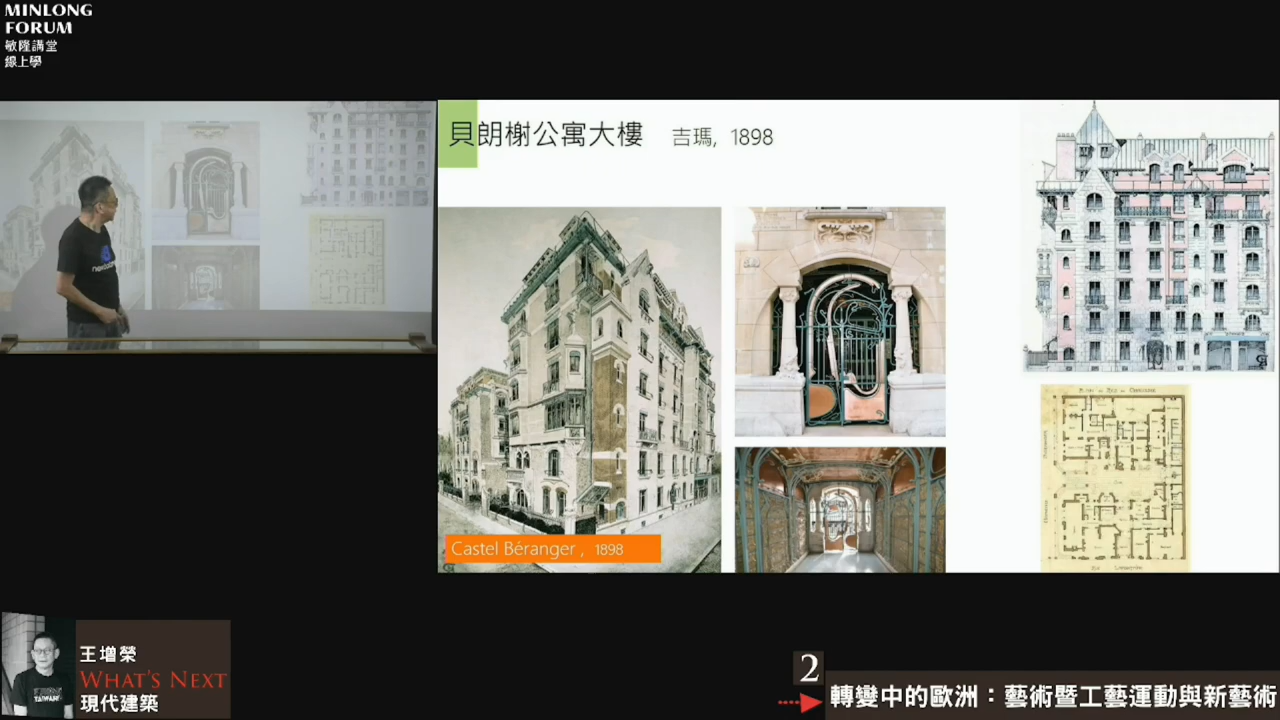 MINLONG
FORUM
敏隆講堂
線上學
貝朗榭公寓大樓 吉瑪, 1898
Castel Béranger , 1898
王增榮
WHAT'S NEXT
現代建築
2
轉變中的歐洲：藝術暨工藝運動與新藝術